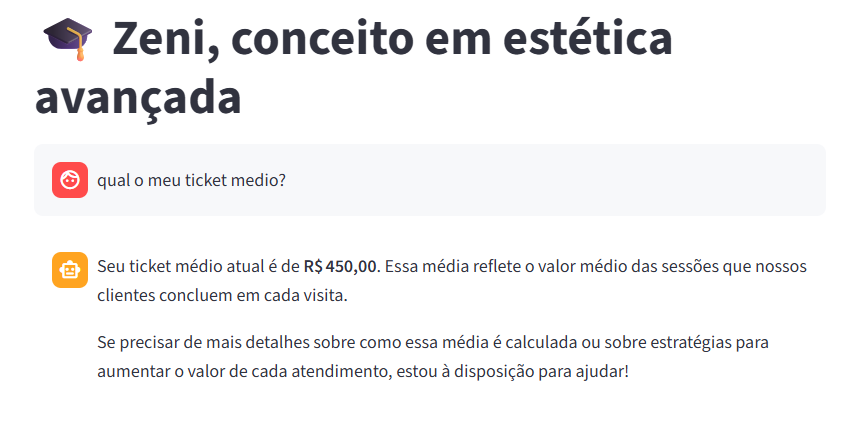 Zeni, conceito em estética
avançada
qual o meu ticket medio?
Seu ticket médio atual é de R$ 450,00. Essa média reflete o valor médio das sessões que nossos
clientes concluem em cada visita.
Se precisar de mais detalhes sobre como essa média é calculada ou sobre estratégias para
aumentar o valor de cada atendimento, estou à disposição para ajudar!